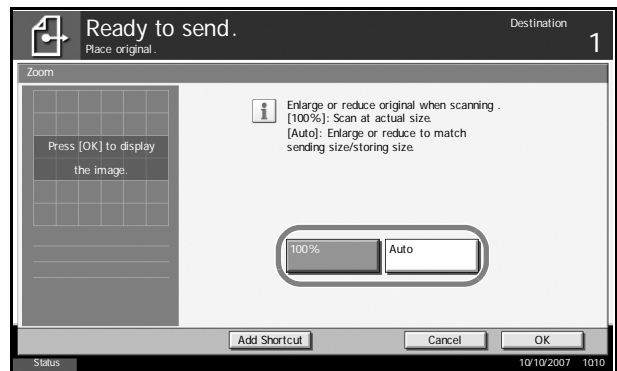 Ready to send.
Destination
1
Place original.
Zoom
Press [OK] to display
the image.
i
Enlarge or reduce original when scanning .
[100%]: Scan at actual size.
[Auto]: Enlarge or reduce to match
sending size/storing size.
100%
Auto
Add Shortcut
Cancel
OK
Status
10/10/2007 10:10